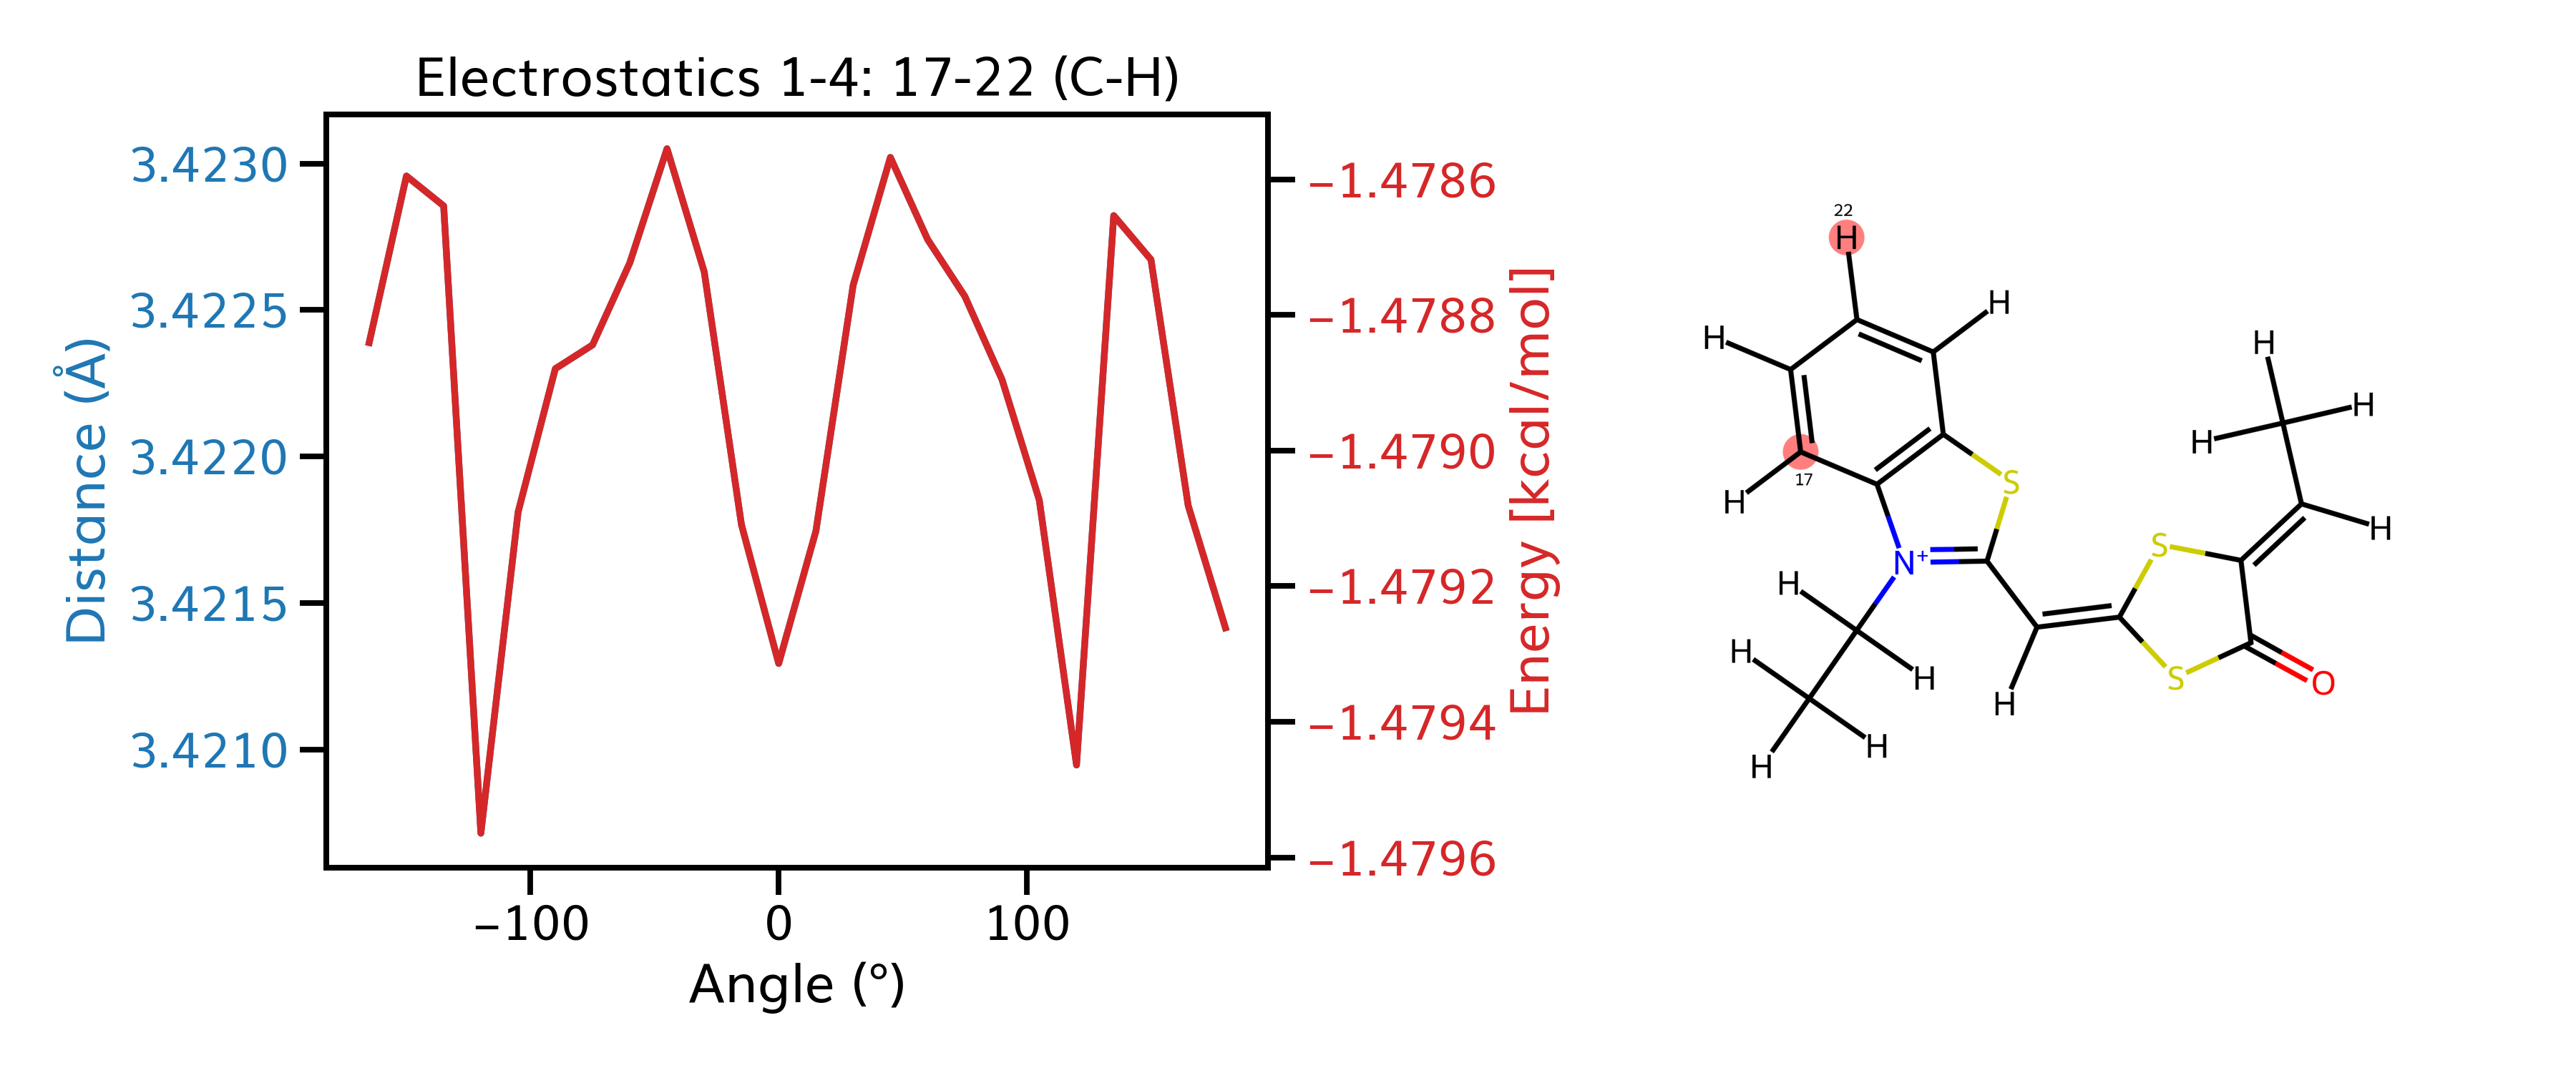 Electrostatics 1-4: 17-22 (C-H)
Distance (Å)
3.4230
3.4225
3.4220
3.4215
3.4210
−100
0
100
Angle (°)
−1.4786
−1.4788
−1.4790
−1.4792
−1.4794
−1.4796
Energy [kcal/mol]
22
H
H
H
H
17
S
N+
H
H
H
H
H
H
S
S
O
H
H
H
H